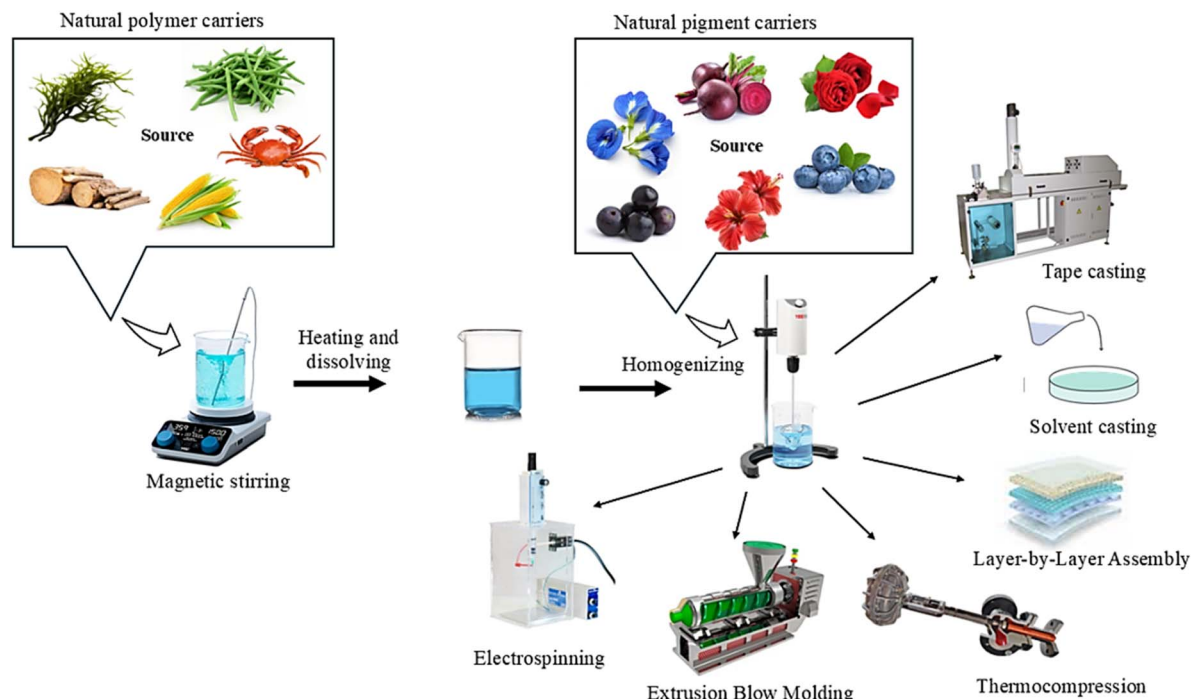 Natural polymer carriers
Natural pigment carriers
Source
Source
Tape casting
Heating and
dissolving
Homogenizing
Solvent casting
Magnetic stirring
Layer-by-Layer Assembly
Electrospinning
Extrusion Blow Molding
Thermocompression